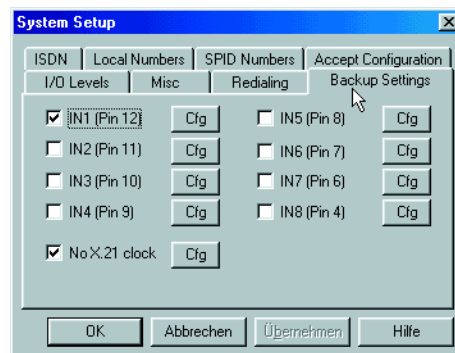 System Setup
ISDN Local Numbers SPID Numbers Accept Configuration
I/O Levels Misc Redialing Backup Settings
IN1 (Pin 12) Cfg IN5 (Pin 8) Cfg
IN2 (Pin 11) Cfg IN6 (Pin 7) Cfg
IN3 (Pin 10) Cfg IN7 (Pin 6) Cfg
IN4 (Pin 9) Cfg IN8 (Pin 4) Cfg
No X.21 clock Cfg
OK Abbrechen Übernehmen Hilfe